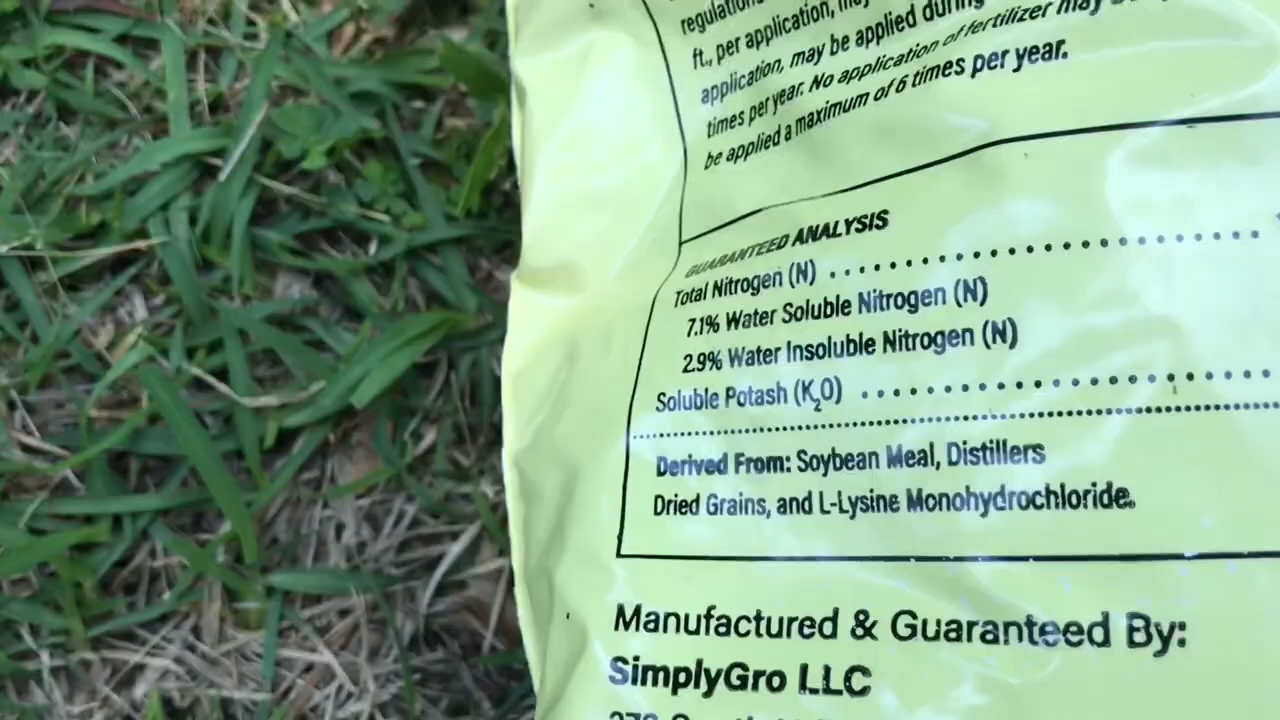 regulations
ft., per application, may
application, may be applied during
times per year. No application of fertilizer may
be applied a maximum of 6 times per year.
GUARANTEED ANALYSIS
Total Nitrogen (N) ........................
7.1% Water Soluble Nitrogen (N)
2.9% Water Insoluble Nitrogen (N)
Soluble Potash (K₂O) ........................
Derived From: Soybean Meal, Distillers
Dried Grains, and L-Lysine Monohydrochloride.
Manufactured & Guaranteed By:
SimplyGro LLC